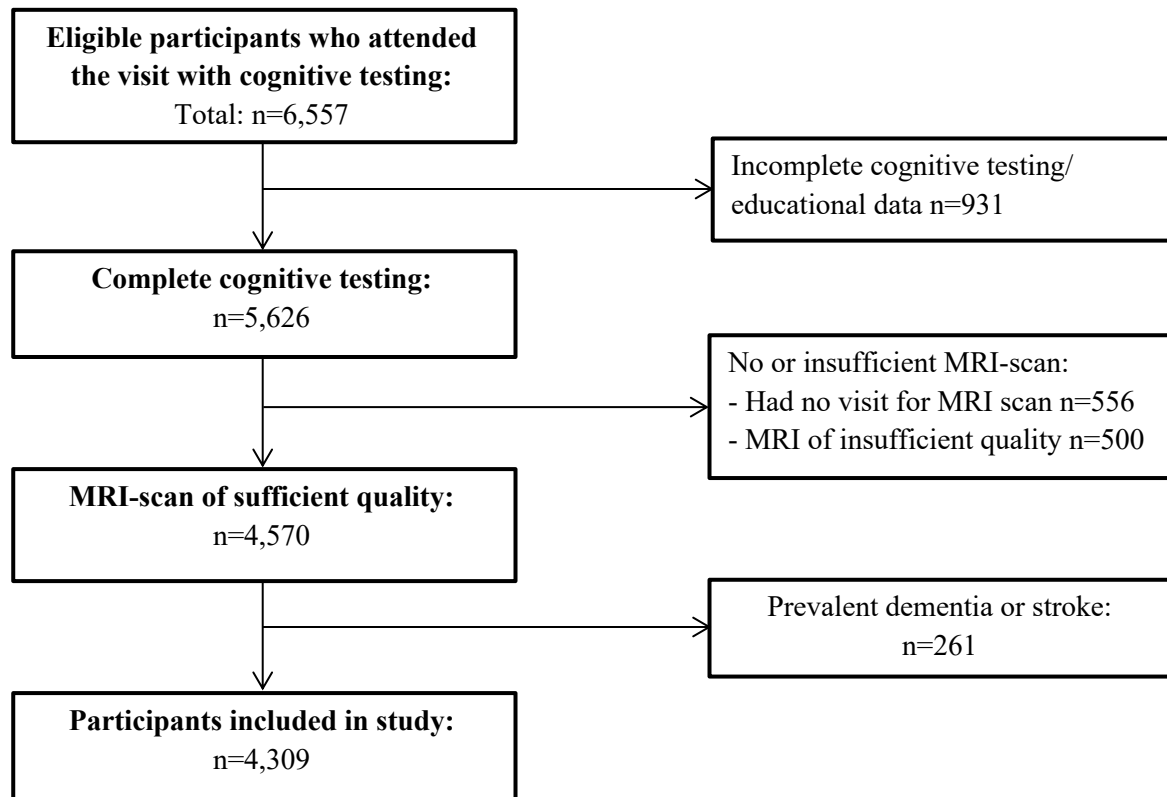 Eligible participants who attended
the visit with cognitive testing:
Total: n=6,557
Incomplete cognitive testing/
educational data n=931
Complete cognitive testing:
n=5,626
No or insufficient MRI-scan:
- Had no visit for MRI scan n=556
- MRI of insufficient quality n=500
MRI-scan of sufficient quality:
n=4,570
Prevalent dementia or stroke:
n=261
Participants included in study:
n=4,309